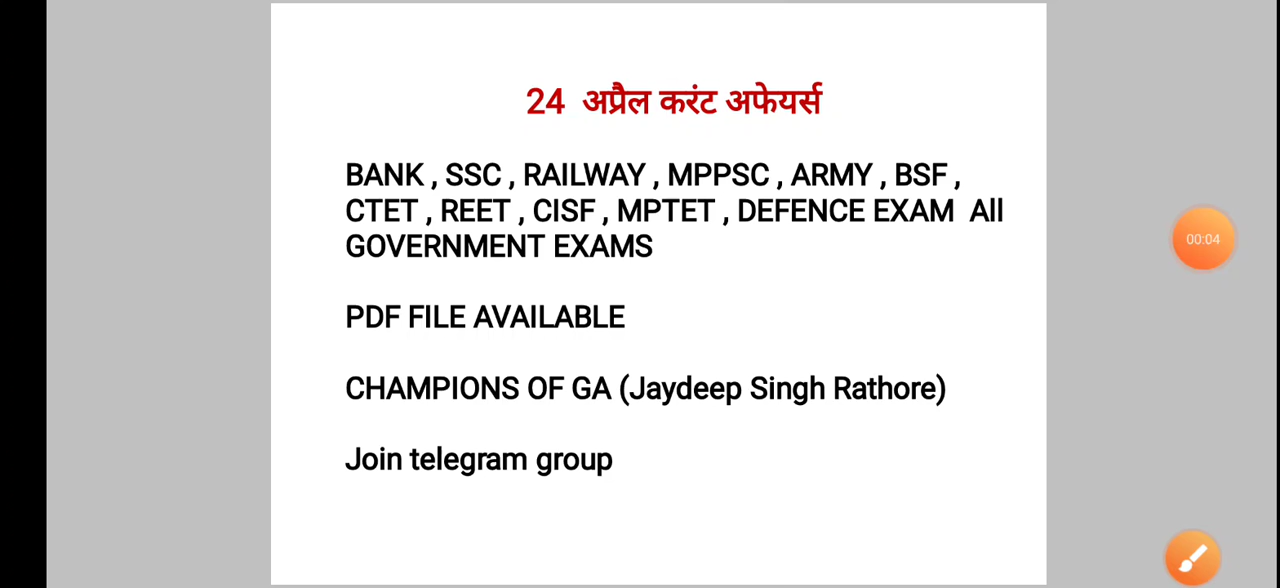 24 अप्रैल करंट अफेयर्स
BANK , SSC , RAILWAY , MPPSC , ARMY , BSF ,
CTET , REET , CISF , MPTET , DEFENCE EXAM All
GOVERNMENT EXAMS
PDF FILE AVAILABLE
CHAMPIONS OF GA (Jaydeep Singh Rathore)
Join telegram group
00:04